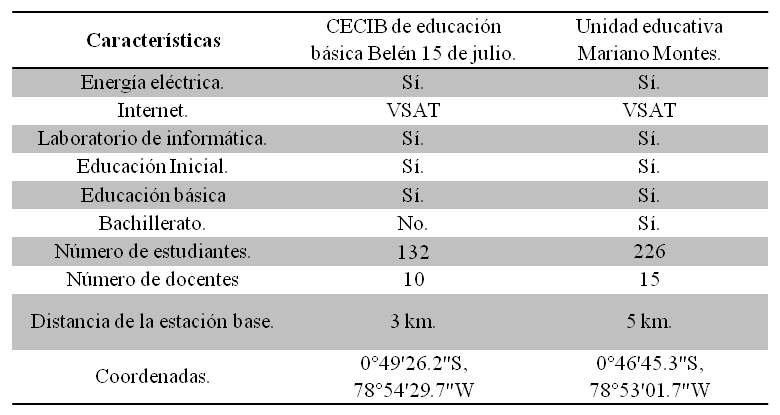 Características CECIB de educación básica Belén 15 de julio. Unidad educativa Mariano Montes.
Energía eléctrica. Sí. Sí.
Internet. VSAT VSAT
Laboratorio de informática. Sí. Sí.
Educación Inicial. Sí. Sí.
Educación básica Sí. Sí.
Bachillerato. No. Sí.
Número de estudiantes. 132 226
Número de docentes 10 15
Distancia de la estación base. 3 km. 5 km.
Coordenadas. 0°49'26.2"S, 78°54'29.7"W 0°46'45.3"S, 78°53'01.7"W